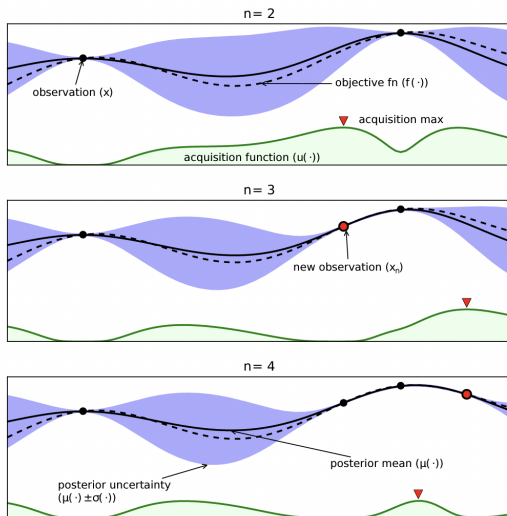 n= 2
observation (x)
objective fn (f(·))
acquisition max
acquisition function (u(·))
n= 3
new observation (xₙ)
n= 4
posterior mean (μ(·))
posterior uncertainty
(μ(·) ±σ(·))